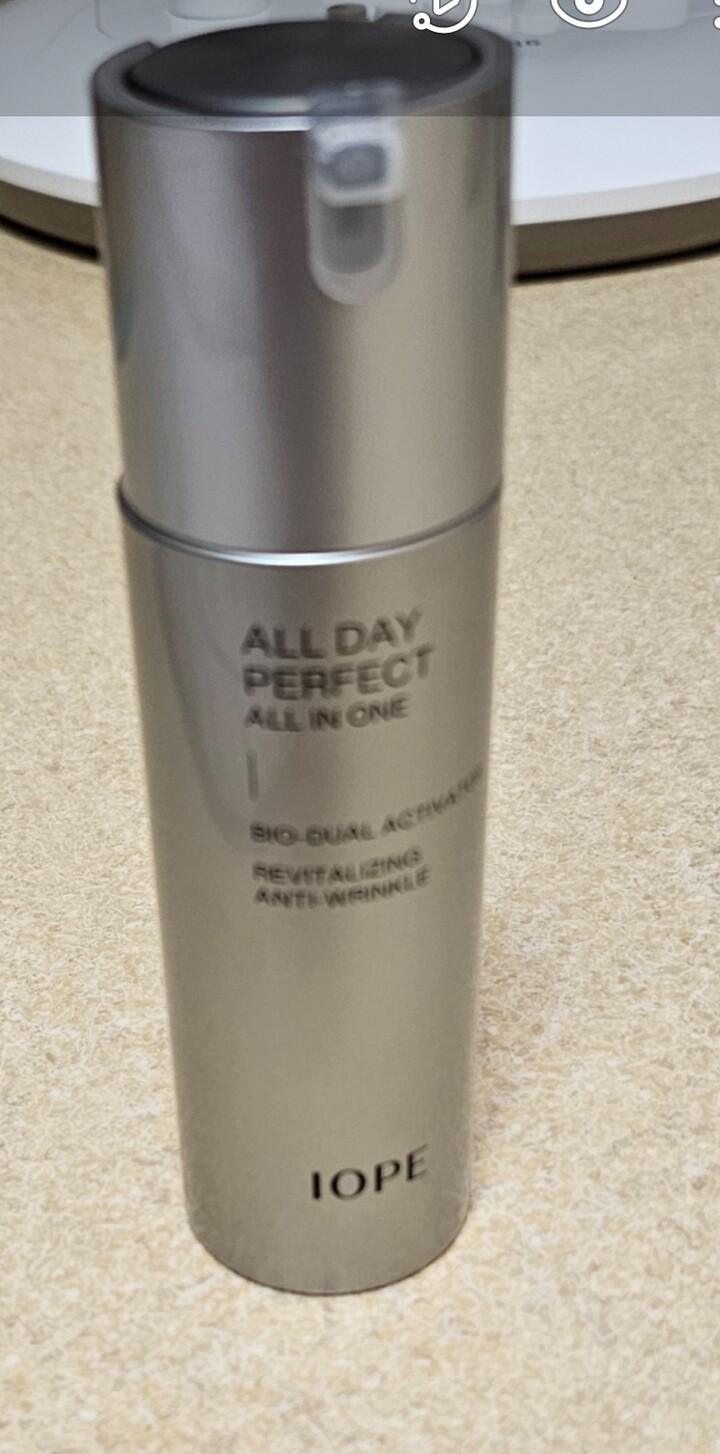 ALL DAY
PERFECT
ALL IN ONE
BIO-DUAL ACTIVATOR
REVITALIZING
ANTI-WRINKLE
IOPE